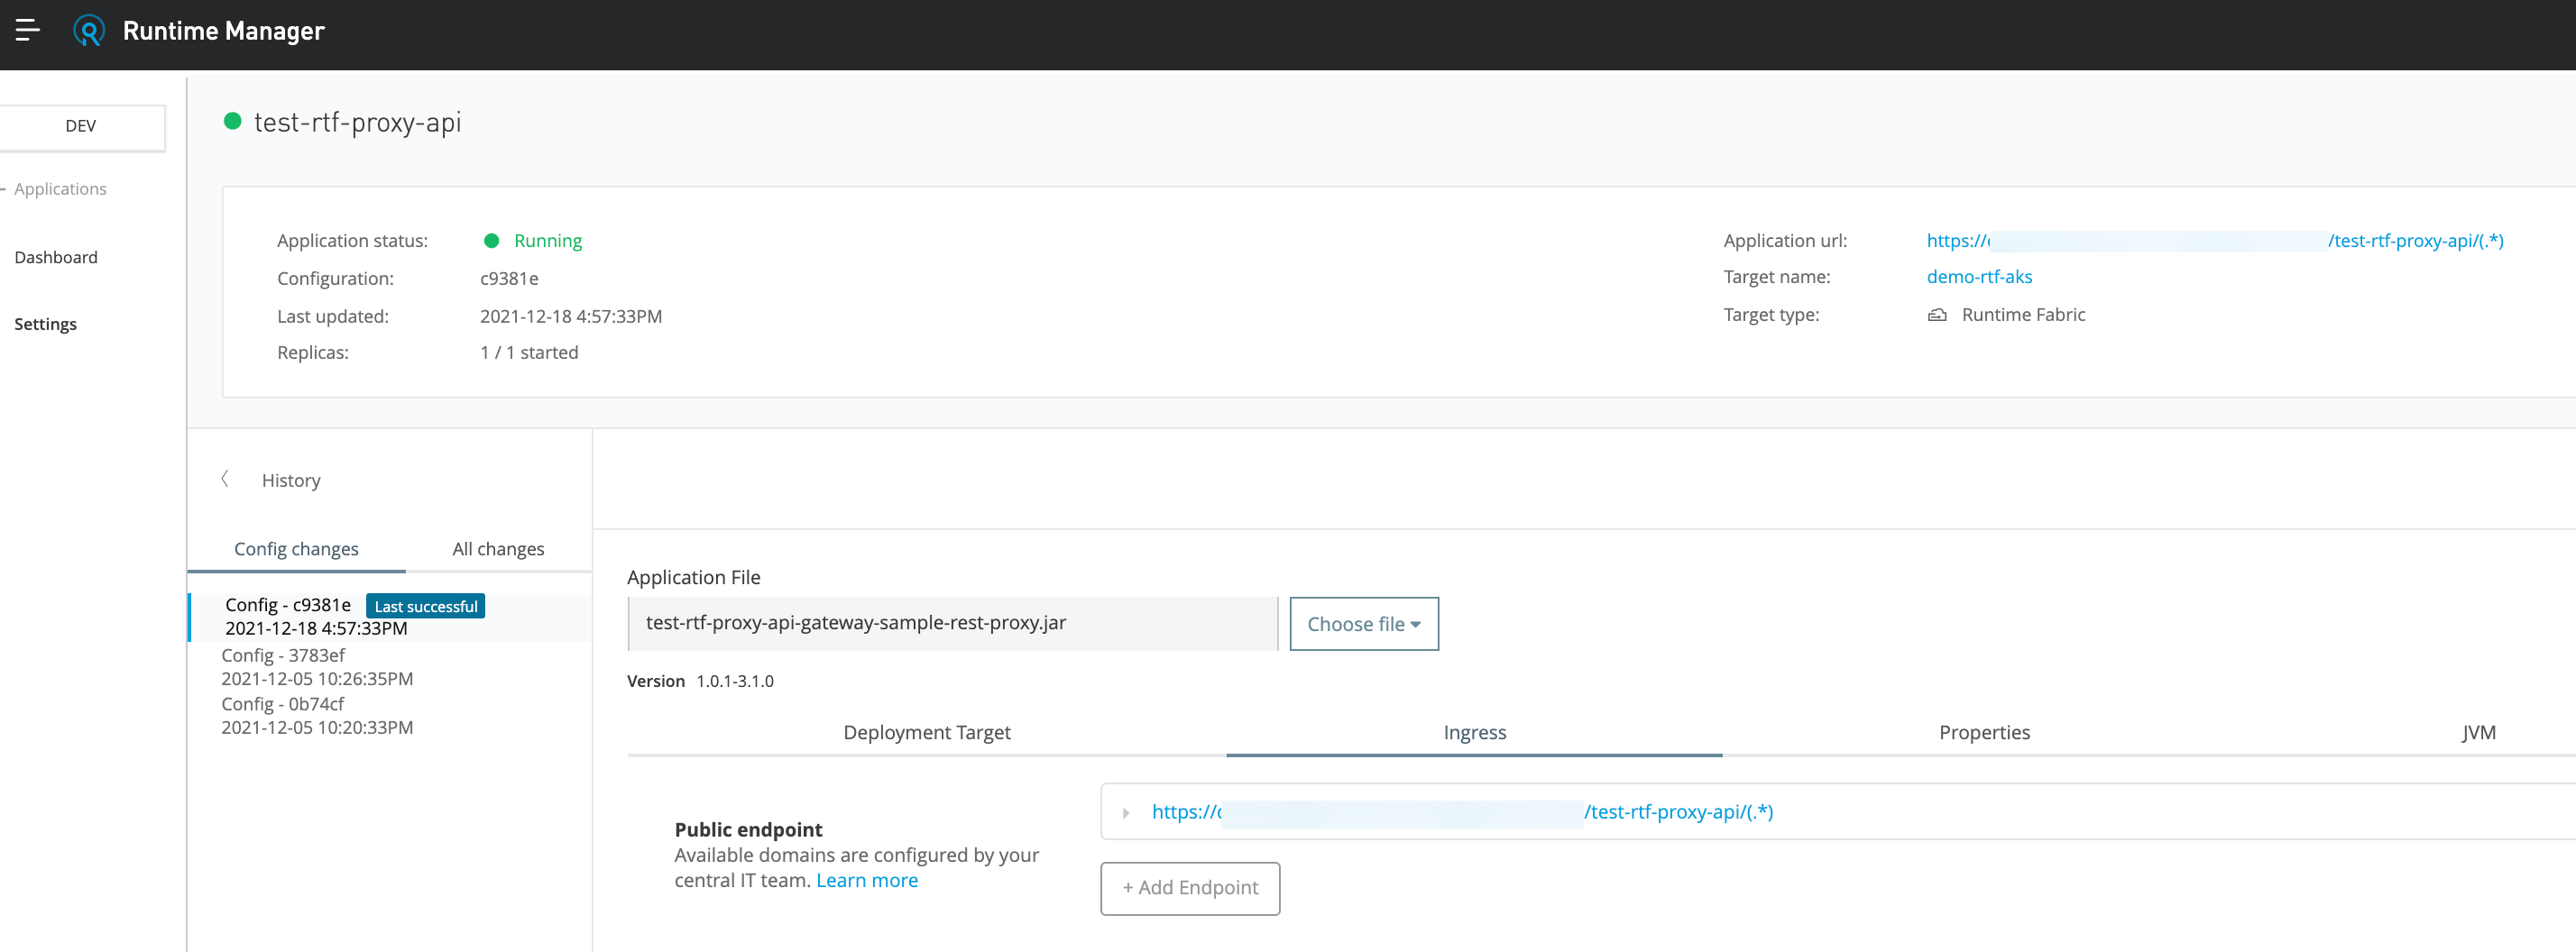 Runtime Manager
DEV
Applications
Dashboard
Settings
test-rtf-proxy-api
Application status: Running
Configuration: c9381e
Last updated: 2021-12-18 4:57:33PM
Replicas: 1 / 1 started
Application url: https:// /test-rtf-proxy-api/(.*)
Target name: demo-rtf-aks
Target type: Runtime Fabric
History
Config changes All changes
Config - c9381e Last successful
2021-12-18 4:57:33PM
Config - 3783ef
2021-12-05 10:26:35PM
Config - 0b74cf
2021-12-05 10:20:33PM
Application File
test-rtf-proxy-api-gateway-sample-rest-proxy.jar Choose file
Version 1.0.1-3.1.0
Deployment Target Ingress Properties JVM
Public endpoint
Available domains are configured by your
central IT team. Learn more
https:// /test-rtf-proxy-api/(.*)
+ Add Endpoint